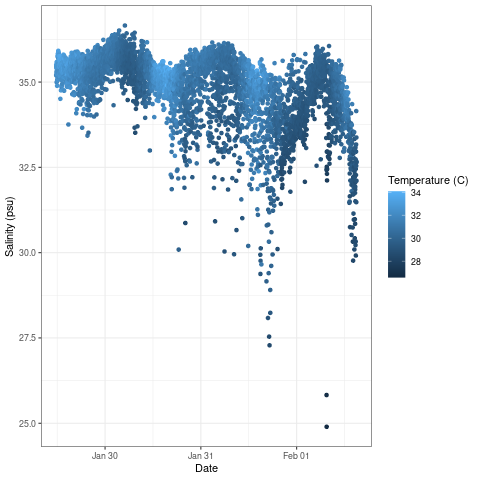 35.0
32.5
30.0
27.5
25.0
Salinity (psu)
Jan 30
Jan 31
Feb 01
Date
Temperature (C)
34
32
30
28